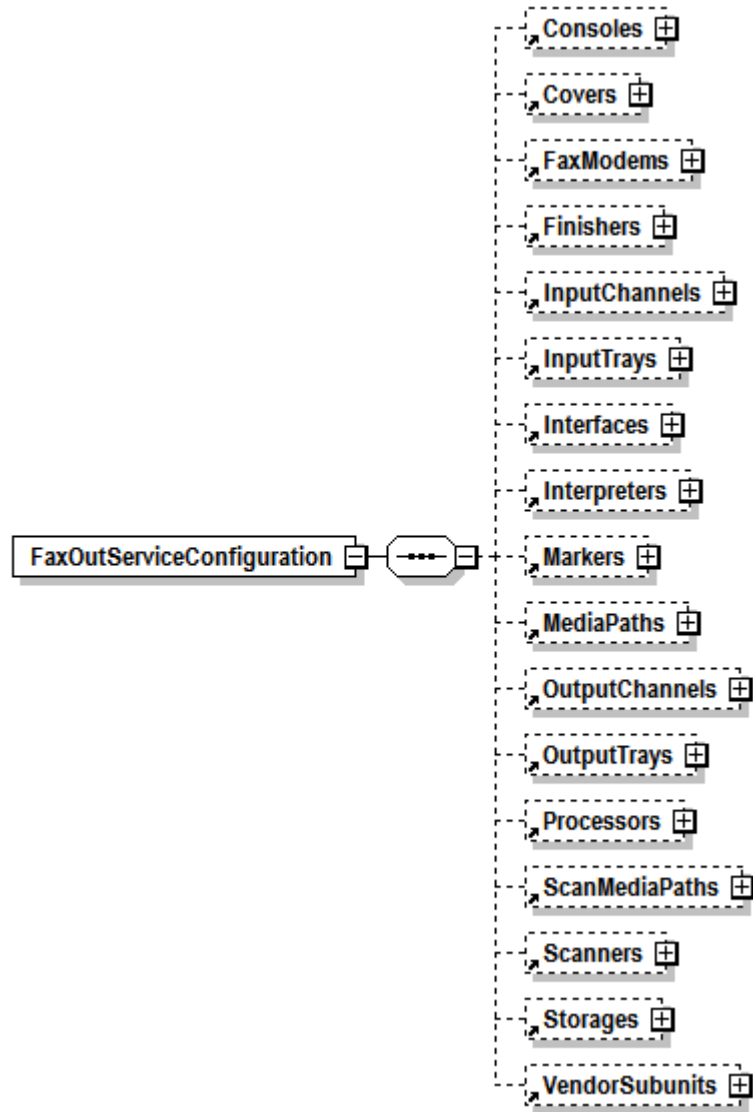 Consoles
Covers
FaxModems
Finishers
InputChannels
InputTrays
Interfaces
Interpreters
FaxOutServiceConfiguration
Markers
MediaPaths
OutputChannels
OutputTrays
Processors
ScanMediaPaths
Scanners
Storages
VendorSubunits